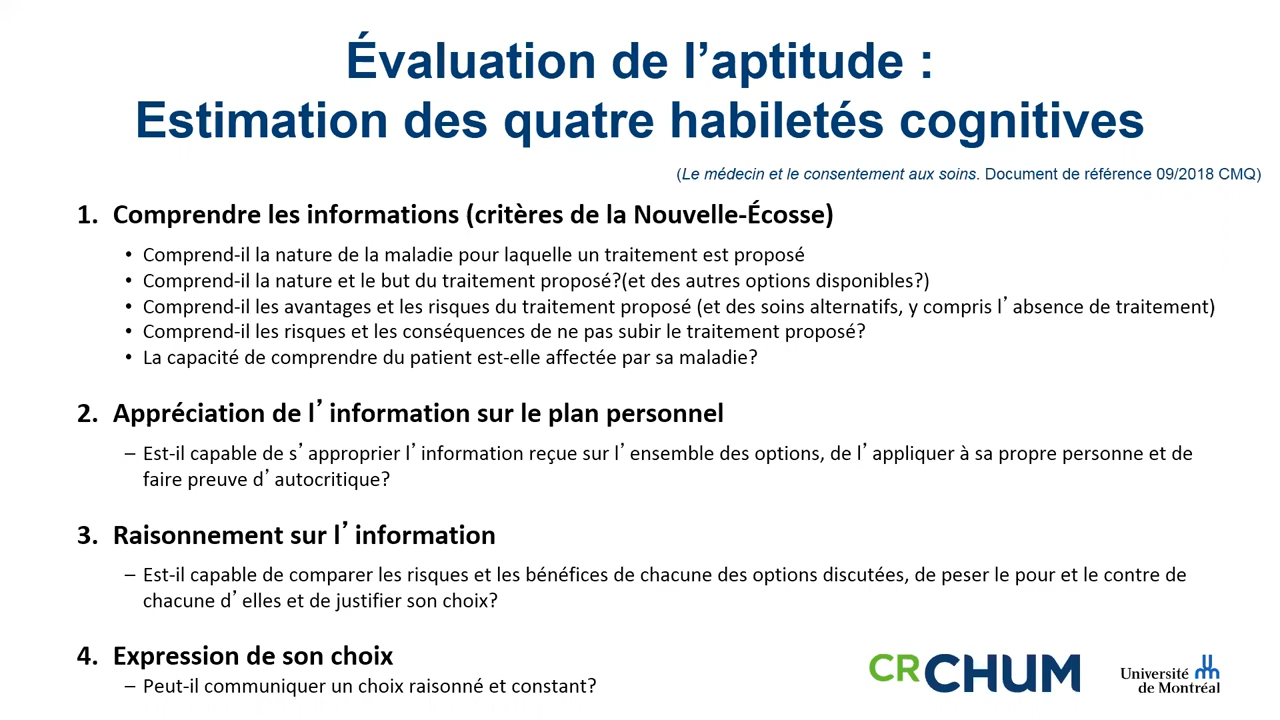 Évaluation de l’aptitude :
Estimation des quatre habiletés cognitives
(Le médecin et le consentement aux soins. Document de référence 09/2018 CMQ)
1. Comprendre les informations (critères de la Nouvelle-Écosse)
• Comprend-il la nature de la maladie pour laquelle un traitement est proposé
• Comprend-il la nature et le but du traitement proposé?(et des autres options disponibles?)
• Comprend-il les avantages et les risques du traitement proposé (et des soins alternatifs, y compris l’absence de traitement)
• Comprend-il les risques et les conséquences de ne pas subir le traitement proposé?
• La capacité de comprendre du patient est-elle affectée par sa maladie?
2. Appréciation de l’information sur le plan personnel
– Est-il capable de s’approprier l’information reçue sur l’ensemble des options, de l’appliquer à sa propre personne et de
faire preuve d’autocritique?
3. Raisonnement sur l’information
– Est-il capable de comparer les risques et les bénéfices de chacune des options discutées, de peser le pour et le contre de
chacune d’elles et de justifier son choix?
4. Expression de son choix
– Peut-il communiquer un choix raisonné et constant?
CRCHUM
Université
de Montréal